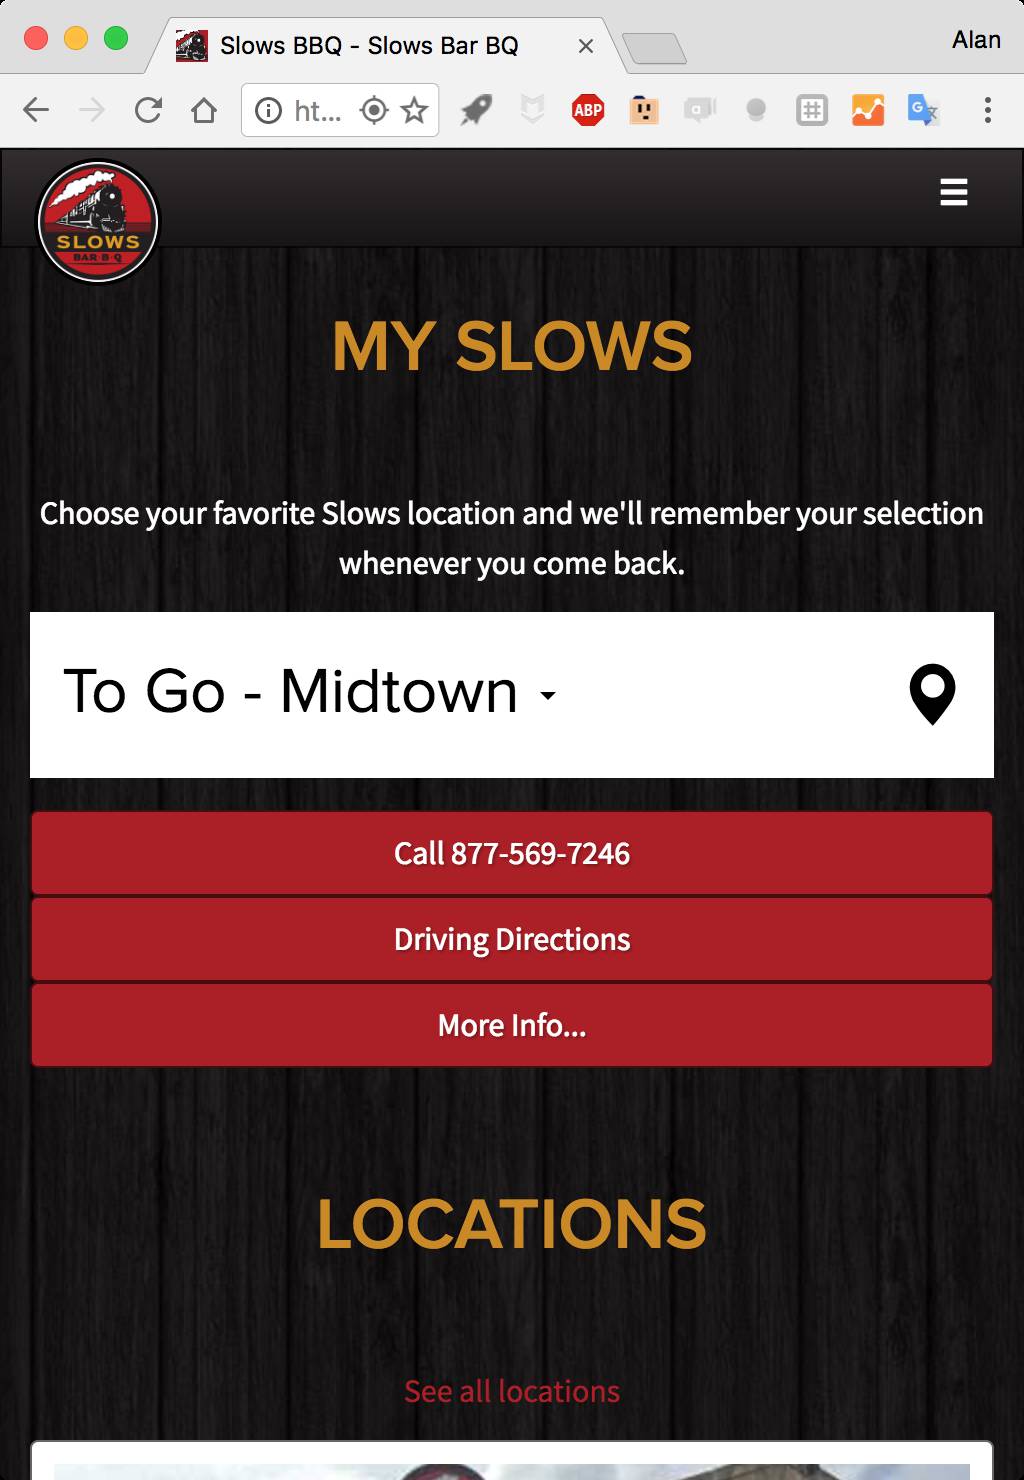 Slows BBQ - Slows Bar BQ
Alan
ht...
ABP
SLOWS
BAR·B·Q
MY SLOWS
Choose your favorite Slows location and we'll remember your selection
whenever you come back.
To Go - Midtown
Call 877-569-7246
Driving Directions
More Info...
LOCATIONS
See all locations